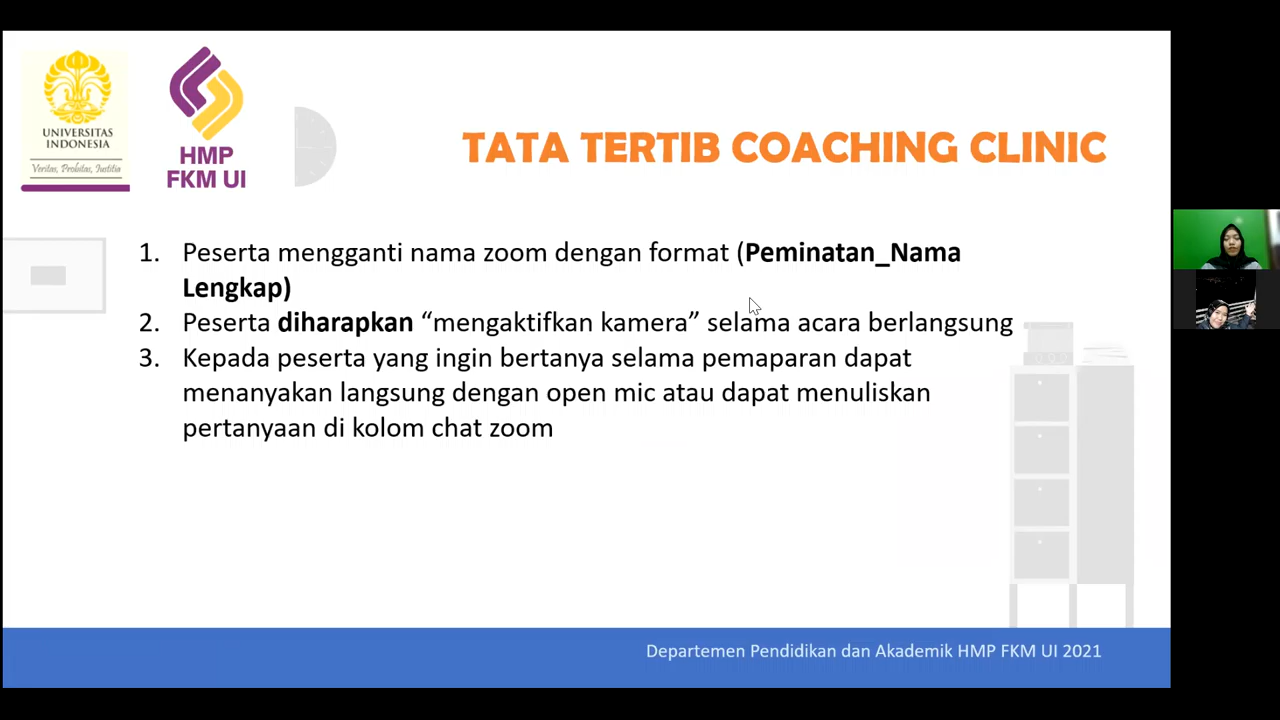 UNIVERSITAS
INDONESIA
Veritas, Probitas, Justitia
HMP
FKM UI
TATA TERTIB COACHING CLINIC
1. Peserta mengganti nama zoom dengan format (Peminatan_Nama
Lengkap)
2. Peserta diharapkan “mengaktifkan kamera” selama acara berlangsung
3. Kepada peserta yang ingin bertanya selama pemaparan dapat
menanyakan langsung dengan open mic atau dapat menuliskan
pertanyaan di kolom chat zoom
Departemen Pendidikan dan Akademik HMP FKM UI 2021